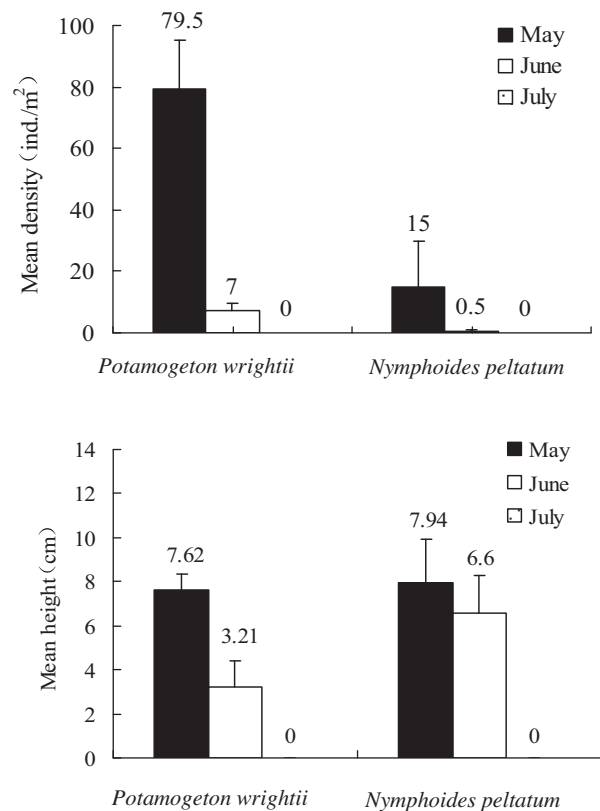 100
79.5
May
June
July
80
60
40
20
0
Mean density (ind./m²)
7
0
15
0.5
0
Potamogeton wrightii
Nymphoides peltatum
14
12
10
8
6
4
2
0
Mean height (cm)
May
June
July
7.62
3.21
0
7.94
6.6
0
Potamogeton wrightii
Nymphoides peltatum